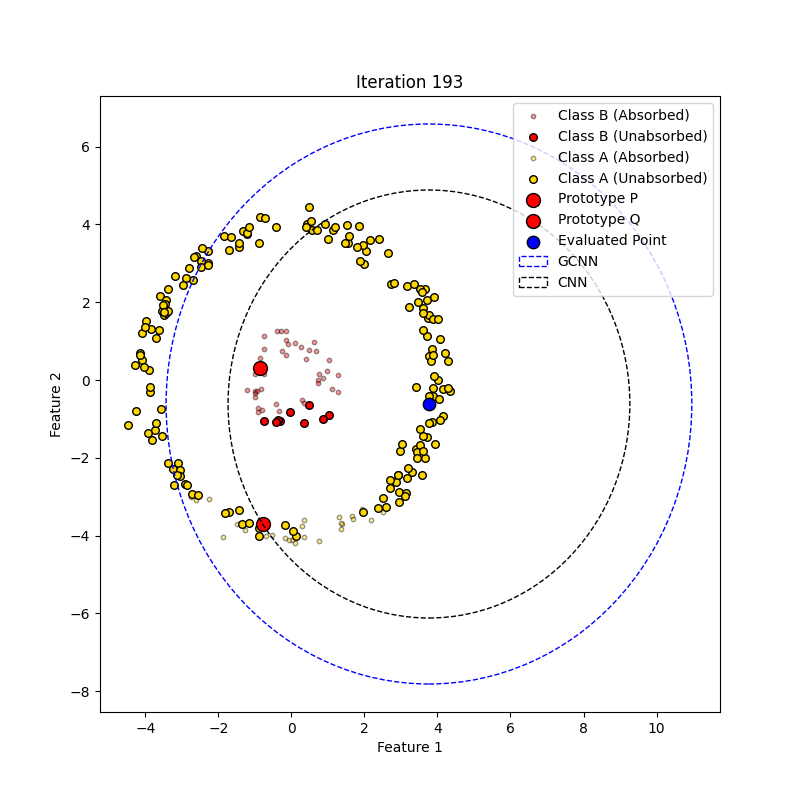 Iteration 193
Class B (Absorbed)
Class B (Unabsorbed)
Class A (Absorbed)
Class A (Unabsorbed)
Prototype P
Prototype Q
Evaluated Point
GCNN
CNN
6
4
2
0
−2
−4
−6
−8
Feature 2
−4 −2 0 2 4 6 8 10
Feature 1